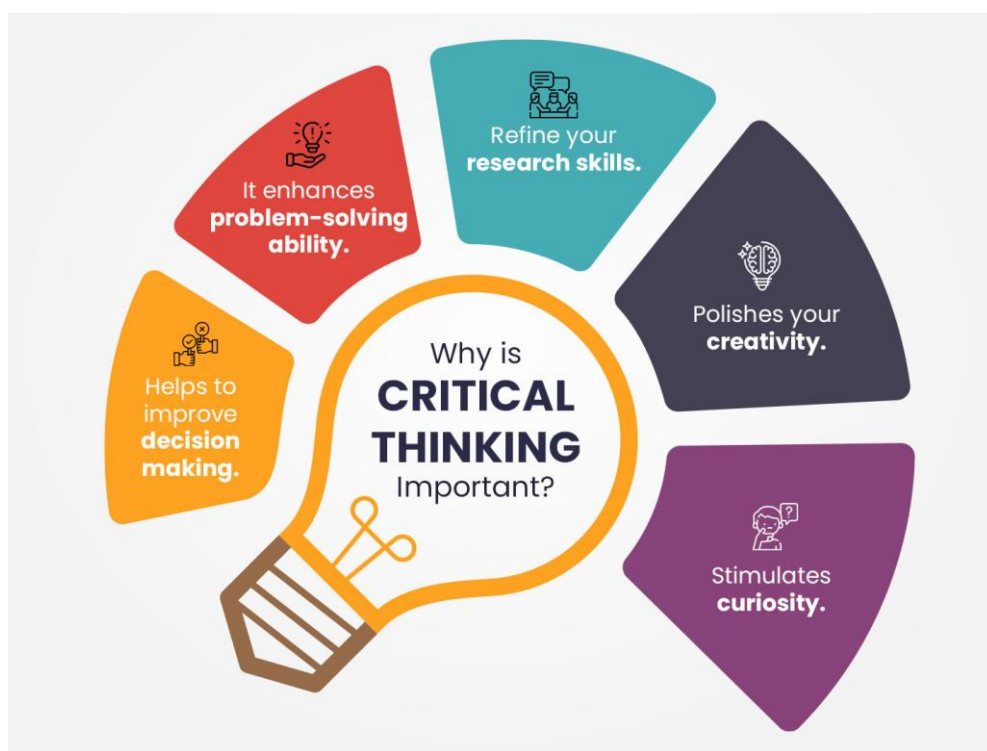 Why is
CRITICAL
THINKING
Important?
Helps to
improve
decision
making.
It enhances
problem-solving
ability.
Refine your
research skills.
Polishes your
creativity.
Stimulates
curiosity.